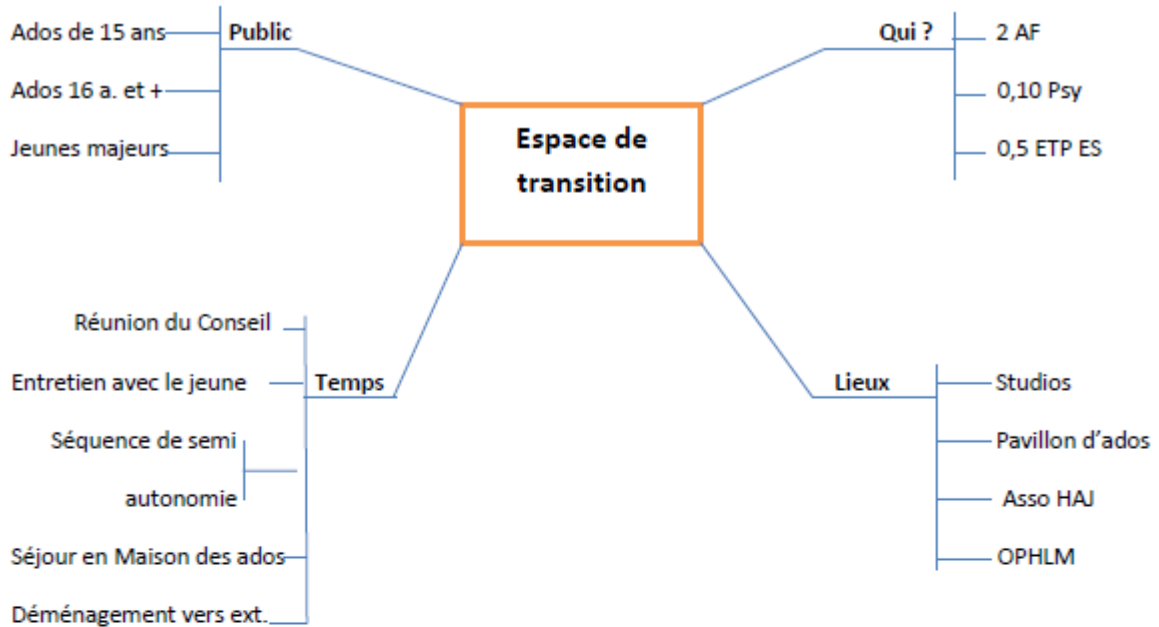 Public
Ados de 15 ans
Ados 16 a. et +
Jeunes majeurs
Qui ?
2 AF
0,10 Psy
0,5 ETP ES
Espace de
transition
Temps
Réunion du Conseil
Entretien avec le jeune
Séquence de semi
autonomie
Séjour en Maison des ados
Déménagement vers ext.
Lieux
Studios
Pavillon d’ados
Asso HAJ
OPHLM